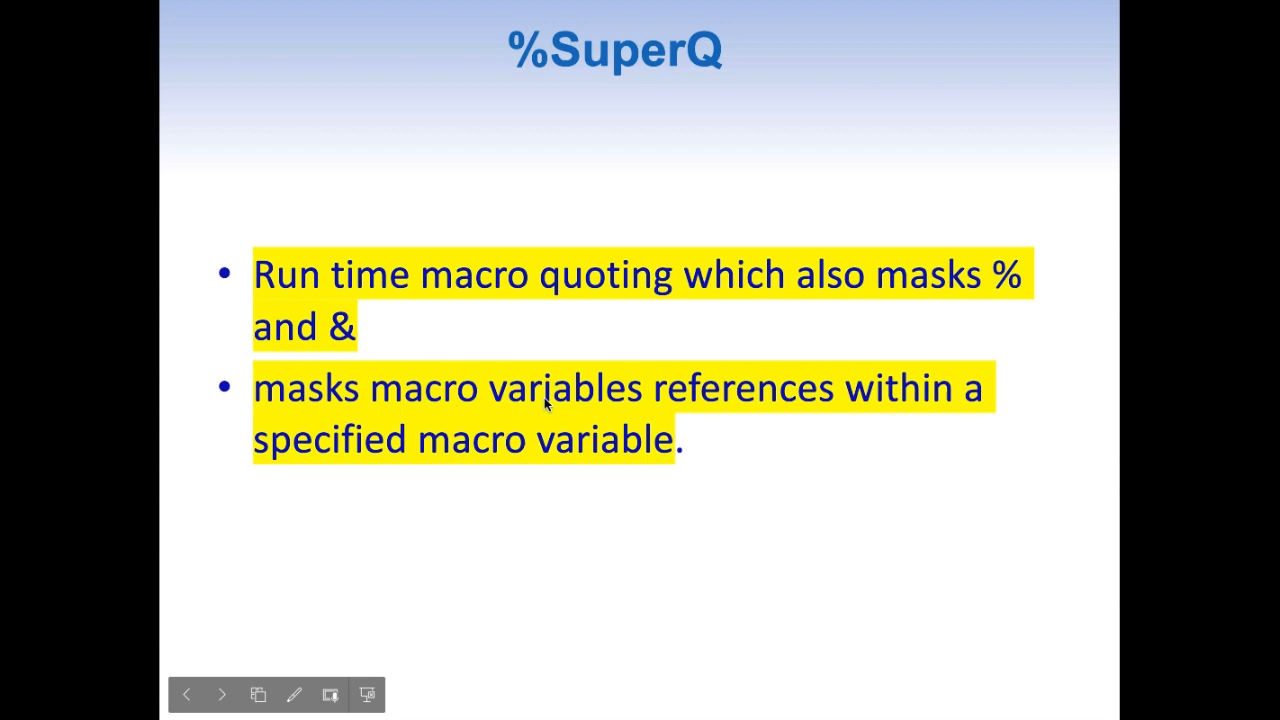 %SuperQ
• Run time macro quoting which also masks %
and &
• masks macro variables references within a
specified macro variable.